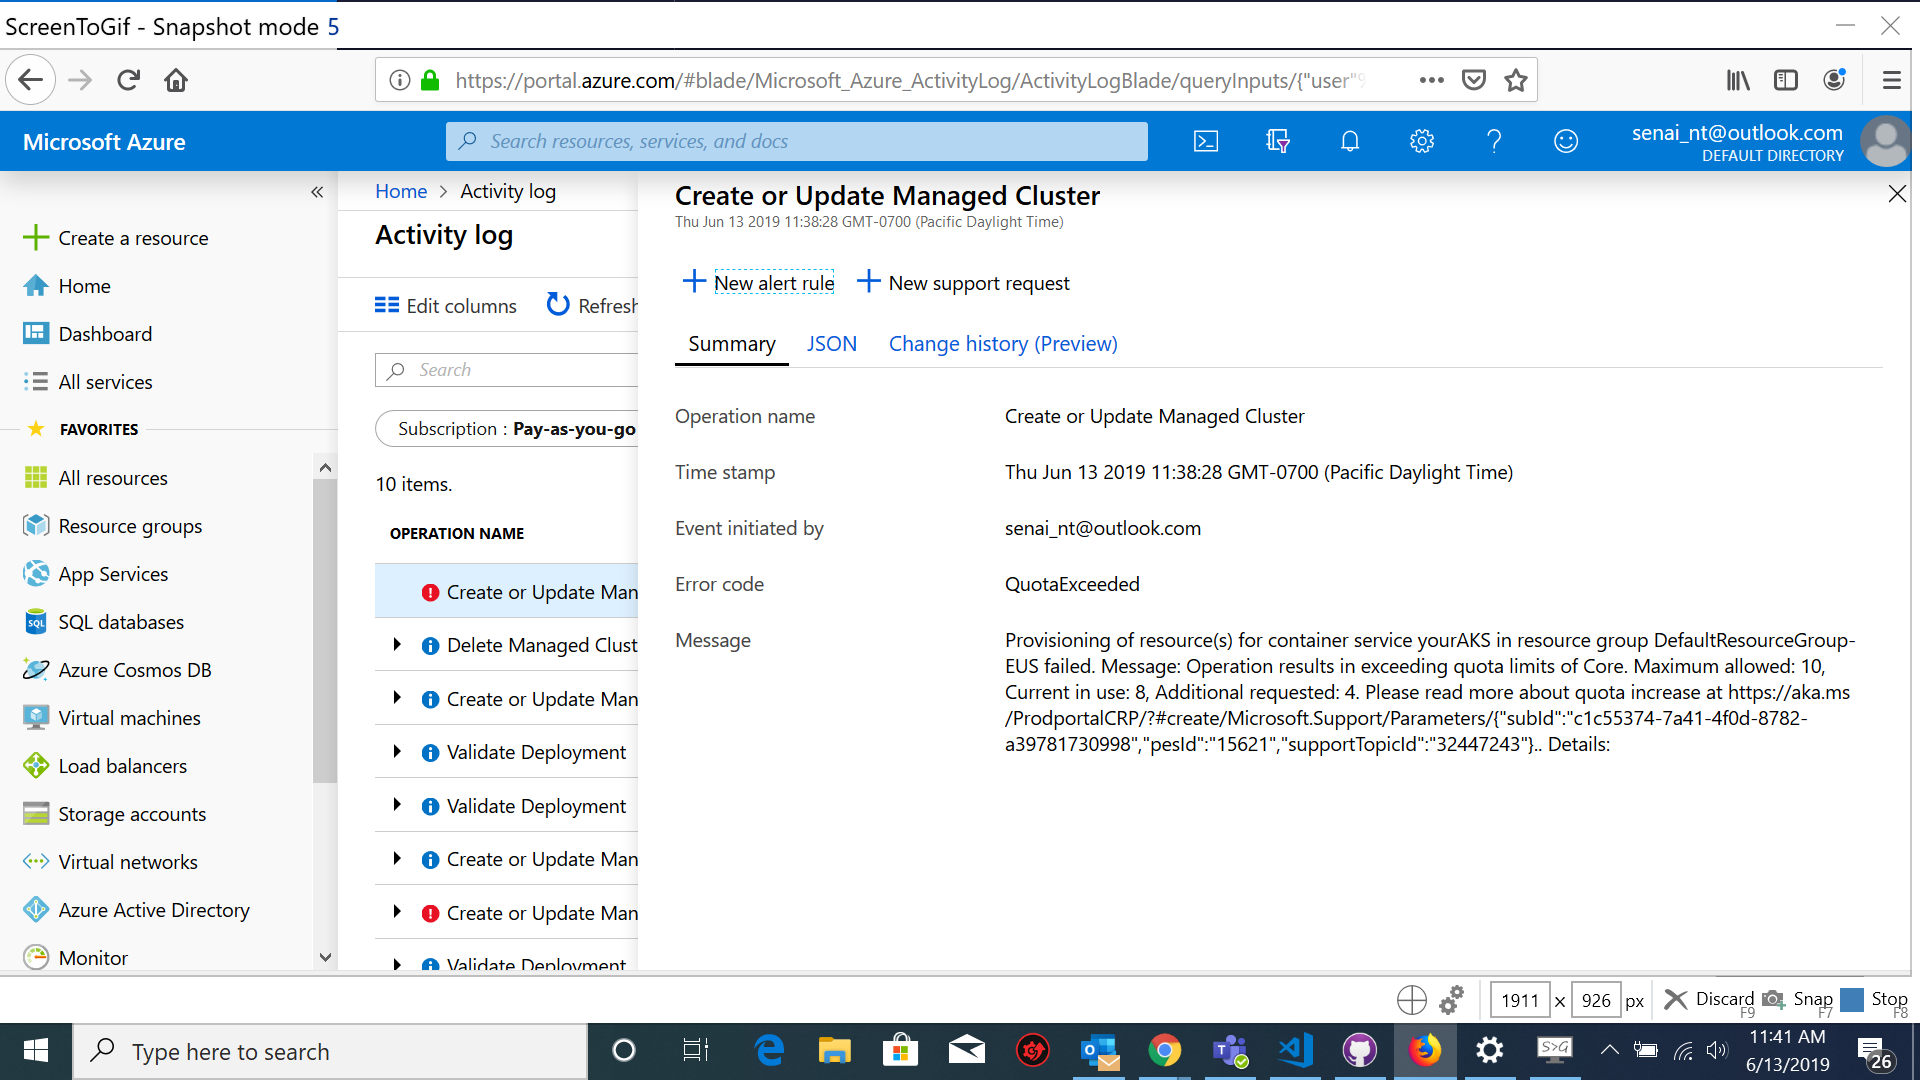 ScreenToGif - Snapshot mode 5
https://portal.azure.com/#blade/Microsoft_Azure_ActivityLog/ActivityLogBlade/queryInputs/{"user"
Microsoft Azure
Search resources, services, and docs
senai_nt@outlook.com
DEFAULT DIRECTORY
Create a resource
Home
Dashboard
All services
FAVORITES
All resources
Resource groups
App Services
SQL databases
Azure Cosmos DB
Virtual machines
Load balancers
Storage accounts
Virtual networks
Azure Active Directory
Monitor
Home > Activity log
Activity log
Edit columns
Refresh
Search
Subscription : Pay-as-you-go
10 items.
OPERATION NAME
Create or Update Man
Delete Managed Clust
Create or Update Man
Validate Deployment
Validate Deployment
Create or Update Man
Create or Update Man
Validate Deployment
Create or Update Managed Cluster
Thu Jun 13 2019 11:38:28 GMT-0700 (Pacific Daylight Time)
New alert rule
New support request
Summary
JSON
Change history (Preview)
Operation name
Create or Update Managed Cluster
Time stamp
Thu Jun 13 2019 11:38:28 GMT-0700 (Pacific Daylight Time)
Event initiated by
senai_nt@outlook.com
Error code
QuotaExceeded
Message
Provisioning of resource(s) for container service yourAKS in resource group DefaultResourceGroup-
EUS failed. Message: Operation results in exceeding quota limits of Core. Maximum allowed: 10,
Current in use: 8, Additional requested: 4. Please read more about quota increase at https://aka.ms
/ProdportalCRP/?#create/Microsoft.Support/Parameters/{"subId":"c1c55374-7a41-4f0d-8782-
a39781730998","pesId":"15621","supportTopicId":"32447243"}.. Details:
1911 x 926 px
Discard
F9
Snap
F7
Stop
F8
Type here to search
11:41 AM
6/13/2019
26